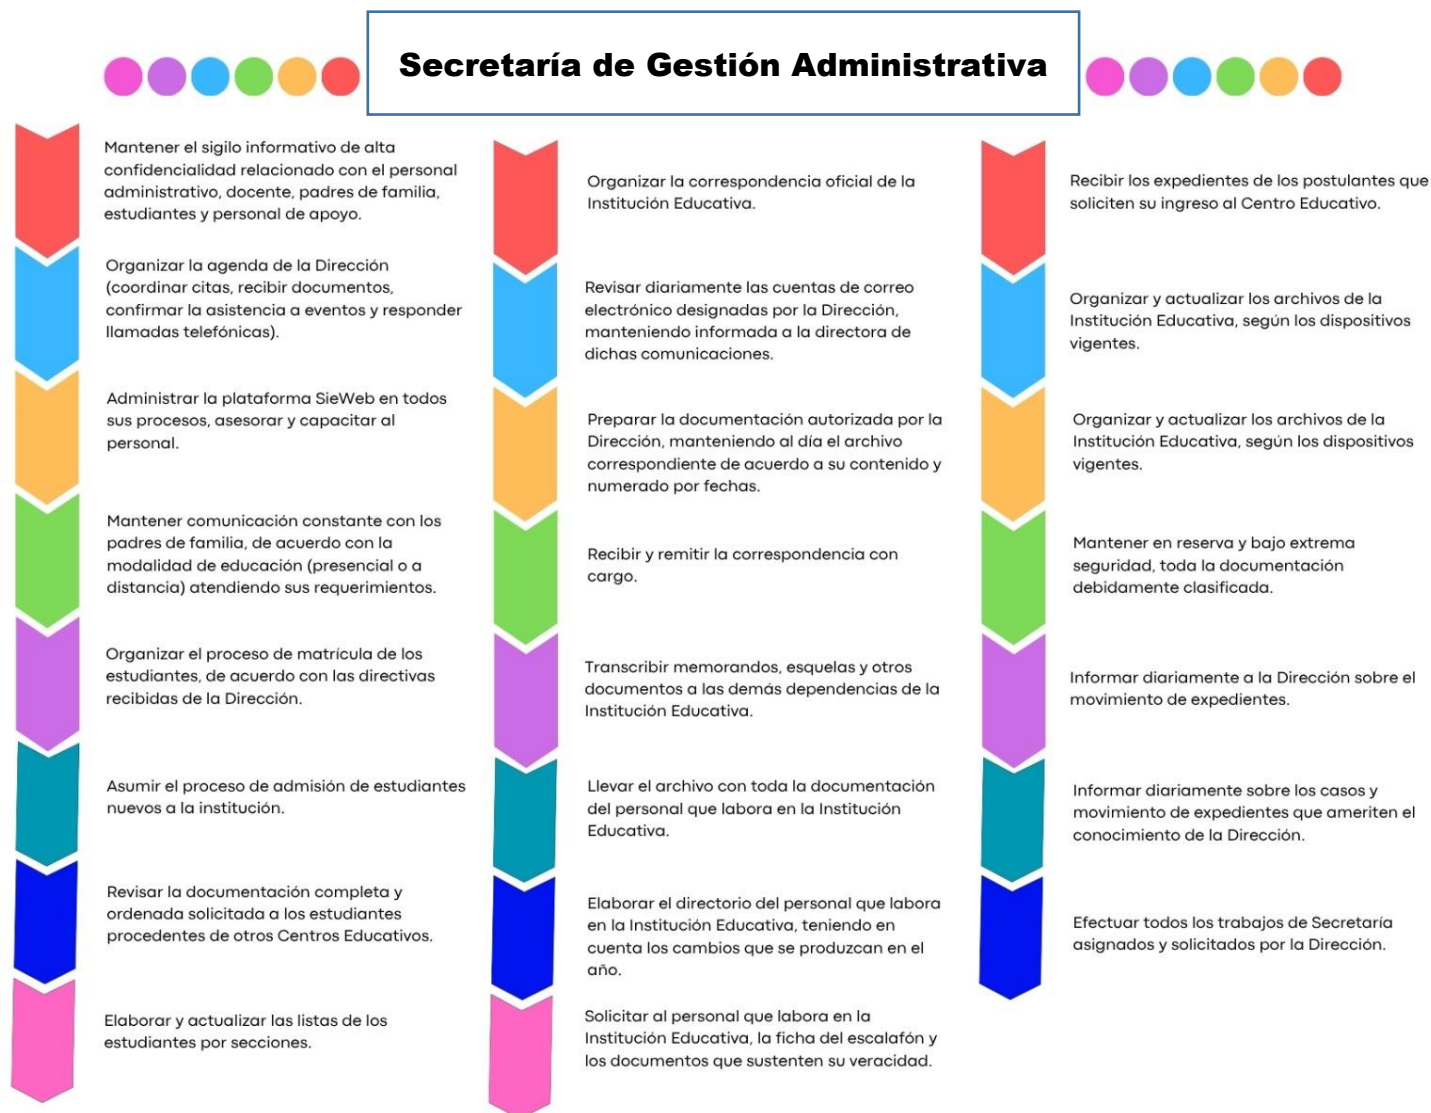 Secretaría de Gestión Administrativa
Mantener el sigilo informativo de alta
confidencialidad relacionado con el personal
administrativo, docente, padres de familia,
estudiantes y personal de apoyo.
Organizar la agenda de la Dirección
(coordinar citas, recibir documentos,
confirmar la asistencia a eventos y responder
llamadas telefónicas).
Administrar la plataforma SieWeb en todos
sus procesos, asesorar y capacitar al
personal.
Mantener comunicación constante con los
padres de familia, de acuerdo con la
modalidad de educación (presencial o a
distancia) atendiendo sus requerimientos.
Organizar el proceso de matrícula de los
estudiantes, de acuerdo con las directivas
recibidas de la Dirección.
Asumir el proceso de admisión de estudiantes
nuevos a la institución.
Revisar la documentación completa y
ordenada solicitada a los estudiantes
procedentes de otros Centros Educativos.
Elaborar y actualizar las listas de los
estudiantes por secciones.
Organizar la correspondencia oficial de la
Institución Educativa.
Revisar diariamente las cuentas de correo
electrónico designadas por la Dirección,
manteniendo informada a la directora de
dichas comunicaciones.
Preparar la documentación autorizada por la
Dirección, manteniendo al día el archivo
correspondiente de acuerdo a su contenido y
numerado por fechas.
Recibir y remitir la correspondencia con
cargo.
Transcribir memorandos, esquelas y otros
documentos a las demás dependencias de la
Institución Educativa.
Llevar el archivo con toda la documentación
del personal que labora en la Institución
Educativa.
Elaborar el directorio del personal que labora
en la Institución Educativa, teniendo en
cuenta los cambios que se produzcan en el
año.
Solicitar al personal que labora en la
Institución Educativa, la ficha del escalafón y
los documentos que sustenten su veracidad.
Recibir los expedientes de los postulantes que
soliciten su ingreso al Centro Educativo.
Organizar y actualizar los archivos de la
Institución Educativa, según los dispositivos
vigentes.
Organizar y actualizar los archivos de la
Institución Educativa, según los dispositivos
vigentes.
Mantener en reserva y bajo extrema
seguridad, toda la documentación
debidamente clasificada.
Informar diariamente a la Dirección sobre el
movimiento de expedientes.
Informar diariamente sobre los casos y
movimiento de expedientes que ameriten el
conocimiento de la Dirección.
Efectuar todos los trabajos de Secretaría
asignados y solicitados por la Dirección.